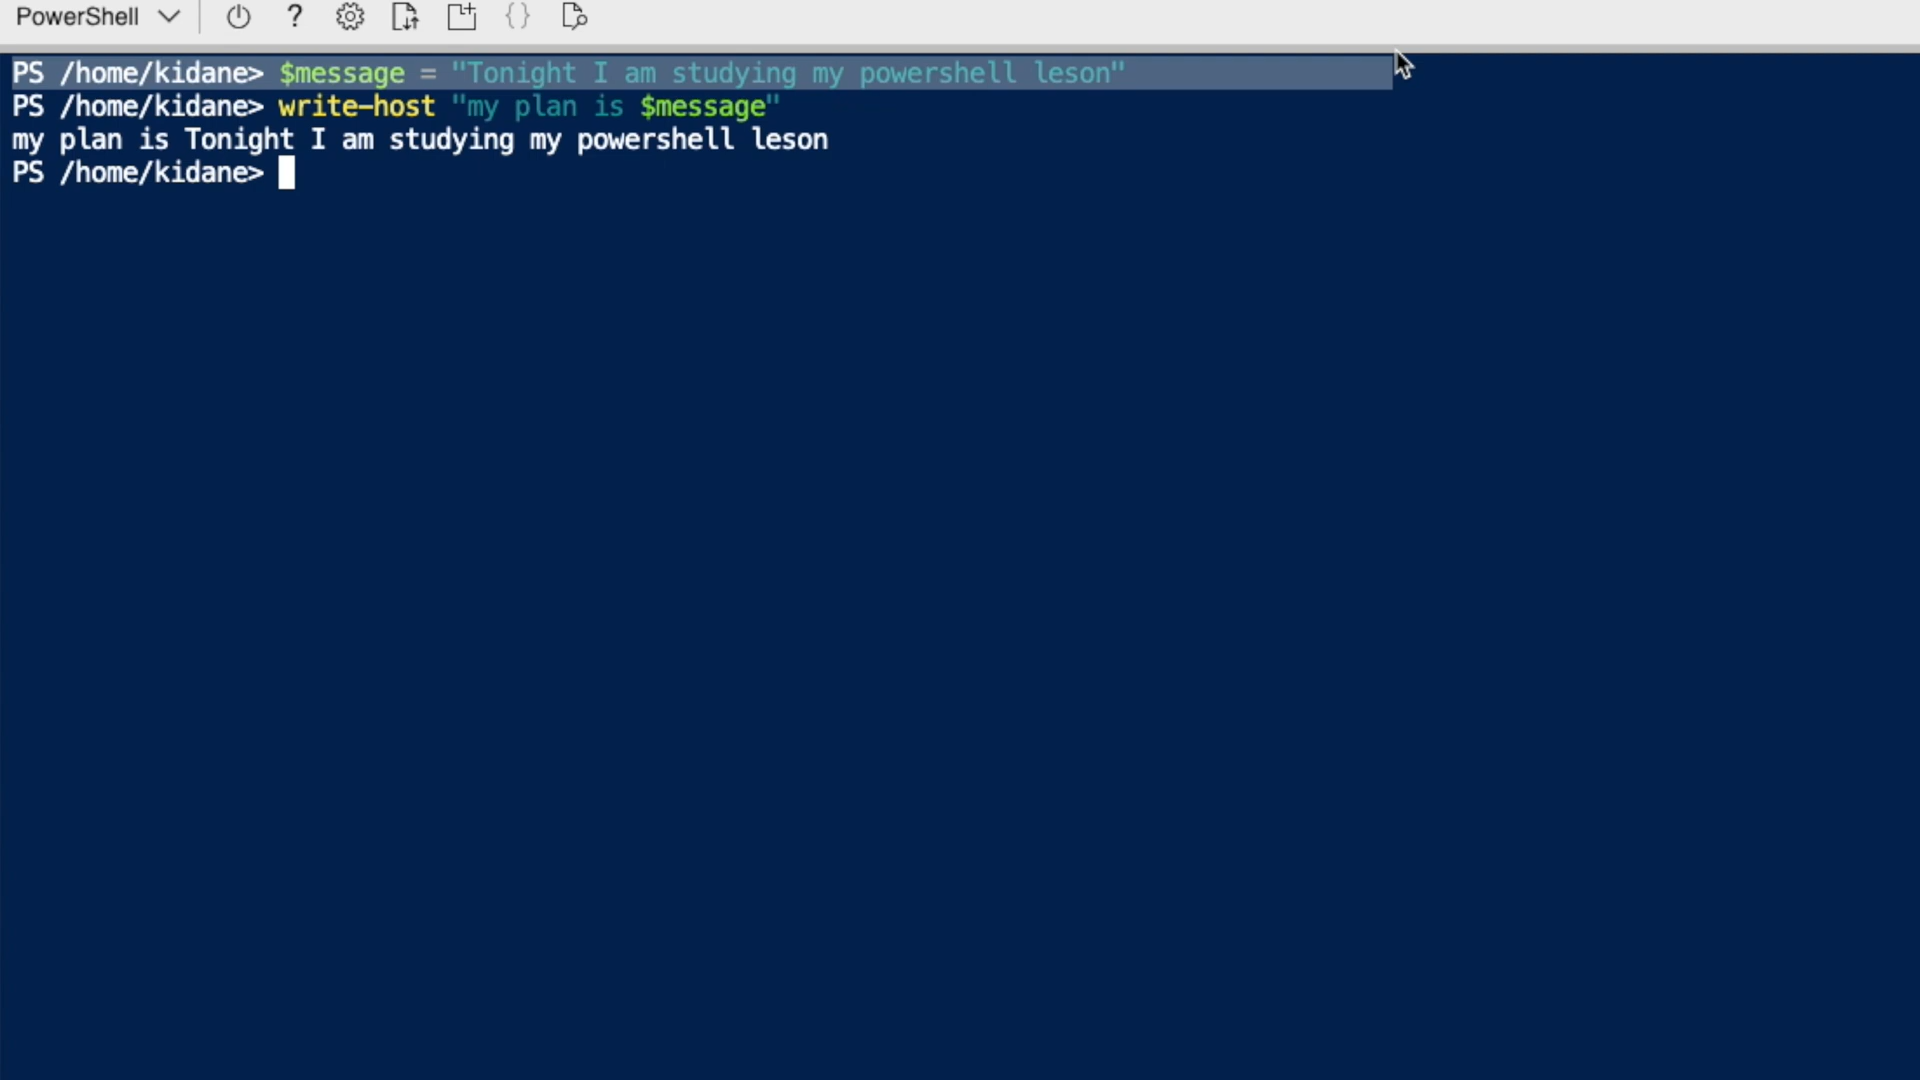 PowerShell
PS /home/kidane> $message = "Tonight I am studying my powershell leson"
PS /home/kidane> write-host "my plan is $message"
my plan is Tonight I am studying my powershell leson
PS /home/kidane>